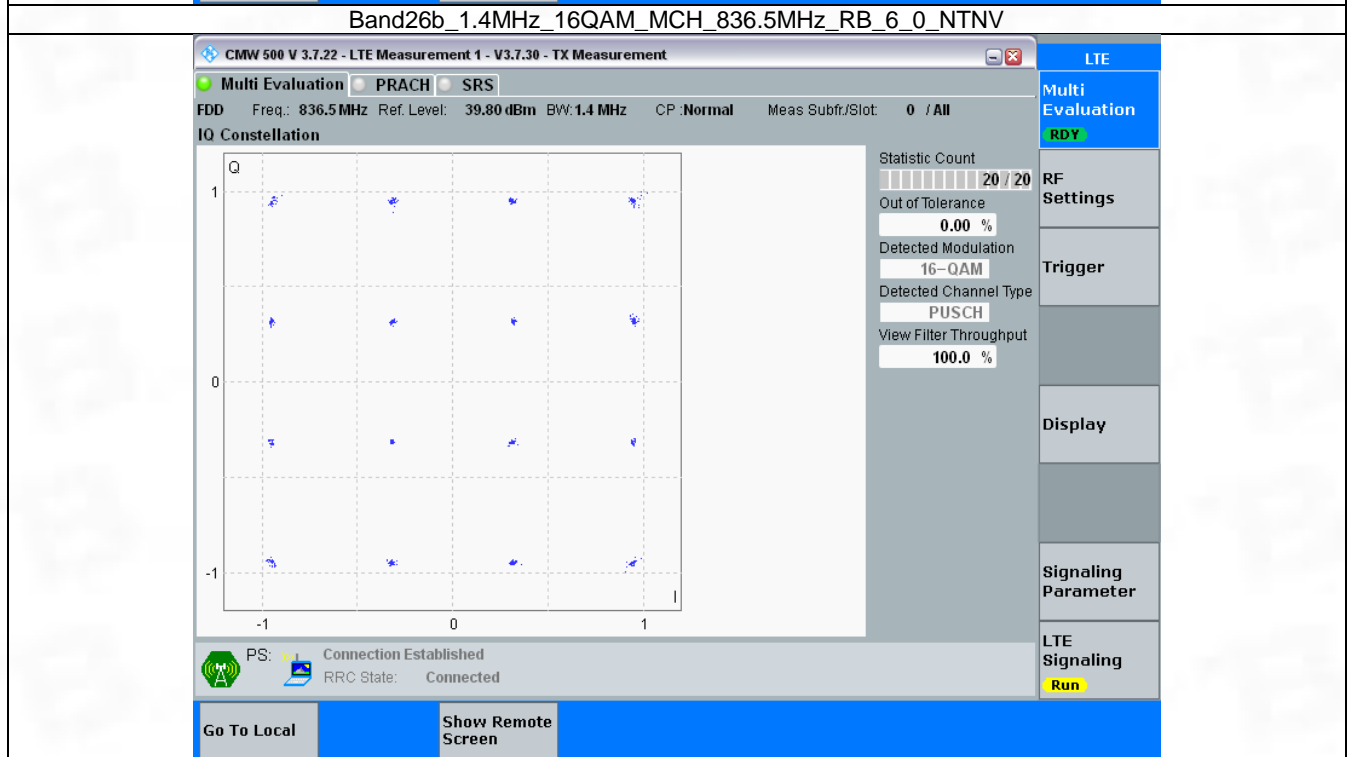 Band26b_1.4MHz_16QAM_MCH_836.5MHz_RB_6_0_NTNV
CMW 500 V 3.7.22 - LTE Measurement 1 - V3.7.30 - TX Measurement
LTE
Multi Evaluation PRACH SRS
FDD Freq.: 836.5 MHz Ref. Level: 39.80 dBm BW: 1.4 MHz CP : Normal Meas Subfr./Slot: 0 / All
IQ Constellation
Q
1
0
-1
I
-1 0 1
Statistic Count
20 / 20
Out of Tolerance
0.00 %
Detected Modulation
16-QAM
Detected Channel Type
PUSCH
View Filter Throughput
100.0 %
Multi
Evaluation
RDY
RF
Settings
Trigger
Display
Signaling
Parameter
LTE
Signaling
Run
PS: Connection Established
RRC State: Connected
Go To Local
Show Remote
Screen